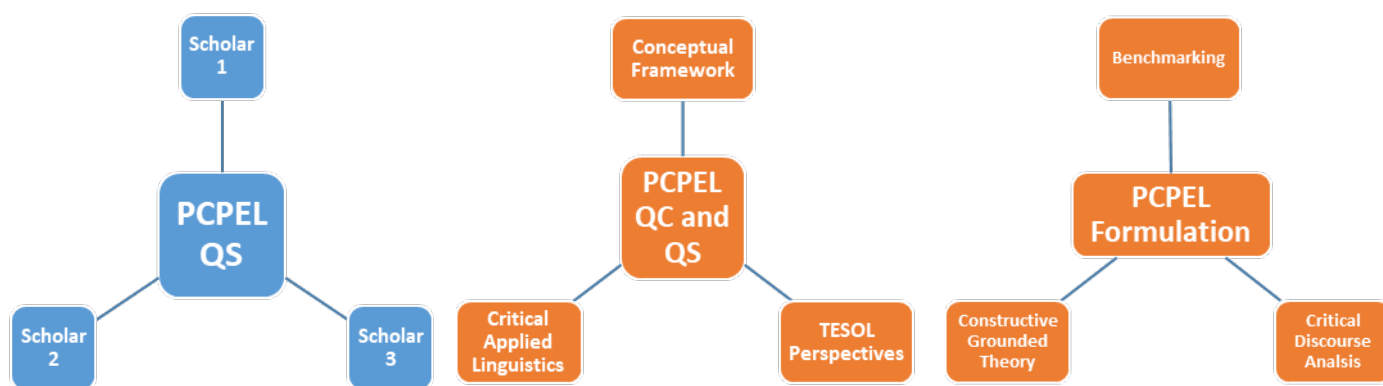 Scholar
1
PCPEL
QS
Scholar
2
Scholar
3
Conceptual
Framework
PCPEL
QC and
QS
Critical
Applied
Linguistics
TESOL
Perspectives
Benchmarking
PCPEL
Formulation
Constructive
Grounded
Theory
Critical
Discourse
Analsis